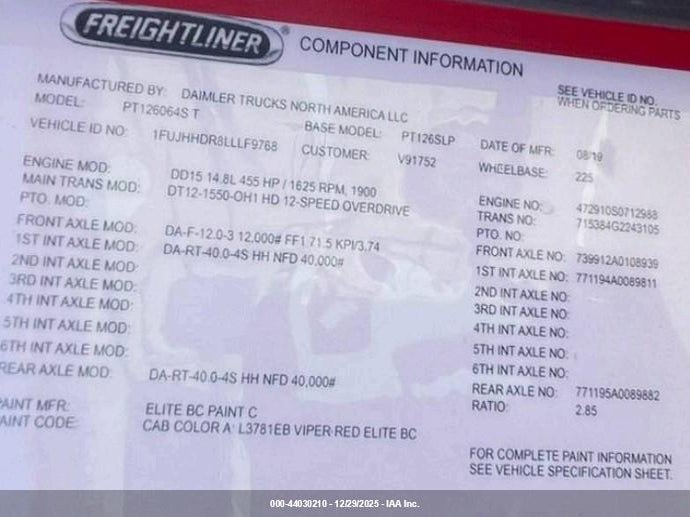 FREIGHTLINER
COMPONENT INFORMATION
SEE VEHICLE ID NO.
WHEN ORDERING PARTS
MANUFACTURED BY: DAIMLER TRUCKS NORTH AMERICA LLC
MODEL: PT126064S T
BASE MODEL: PT126SLP
DATE OF MFR: 08/19
VEHICLE ID NO: 1FUJHHDR8LLLF9768
CUSTOMER: V91752
WHEELBASE: 225
ENGINE MOD: DD15 14.8L 455 HP / 1625 RPM, 1900
ENGINE NO: 472910S0712988
MAIN TRANS MOD: DT12-1550-OH1 HD 12-SPEED OVERDRIVE
TRANS NO: 715384G2243105
PTO. MOD:
PTO. NO:
FRONT AXLE MOD: DA-F-12.0-3 12,000# FF1 71.5 KPI/3.74
FRONT AXLE NO: 739912A0108939
1ST INT AXLE MOD: DA-RT-40.0-4S HH NFD 40,000#
1ST INT AXLE NO: 771194A0089811
2ND INT AXLE MOD:
2ND INT AXLE NO:
3RD INT AXLE MOD:
3RD INT AXLE NO:
4TH INT AXLE MOD:
4TH INT AXLE NO:
5TH INT AXLE MOD:
5TH INT AXLE NO:
6TH INT AXLE MOD:
6TH INT AXLE NO:
REAR AXLE MOD: DA-RT-40.0-4S HH NFD 40,000#
REAR AXLE NO: 771195A0089882
RATIO: 2.85
PAINT MFR: ELITE BC PAINT C
PAINT CODE: CAB COLOR A: L3781EB VIPER RED ELITE BC
FOR COMPLETE PAINT INFORMATION
SEE VEHICLE SPECIFICATION SHEET.
000-44030210 - 12/29/2025 - IAA Inc.